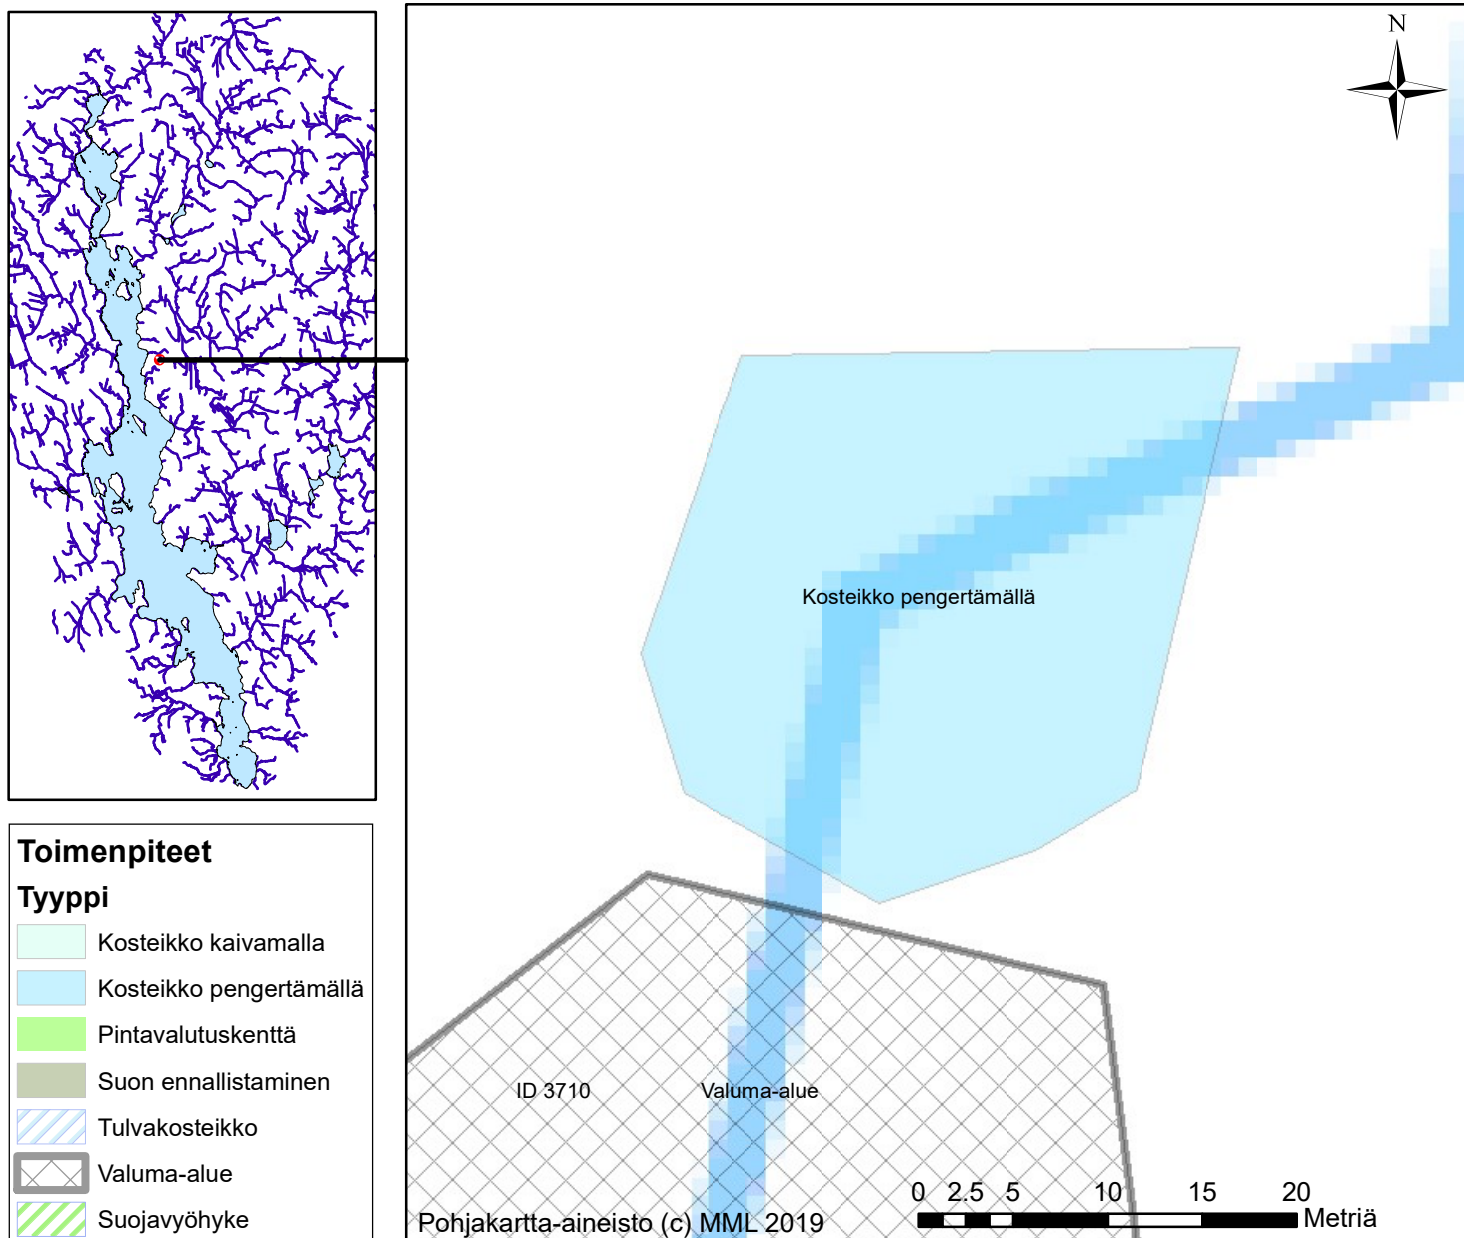 N
Kosteikko pengertämällä
ID 3710
Valuma-alue
0 2.5 5 10 15 20
Metriä
Pohjakartta-aineisto (c) MML 2019
Toimenpiteet
Tyyppi
Kosteikko kaivamalla
Kosteikko pengertämällä
Pintavalutuskenttä
Suon ennallistaminen
Tulvakosteikko
Valuma-alue
Suojavyöhyke